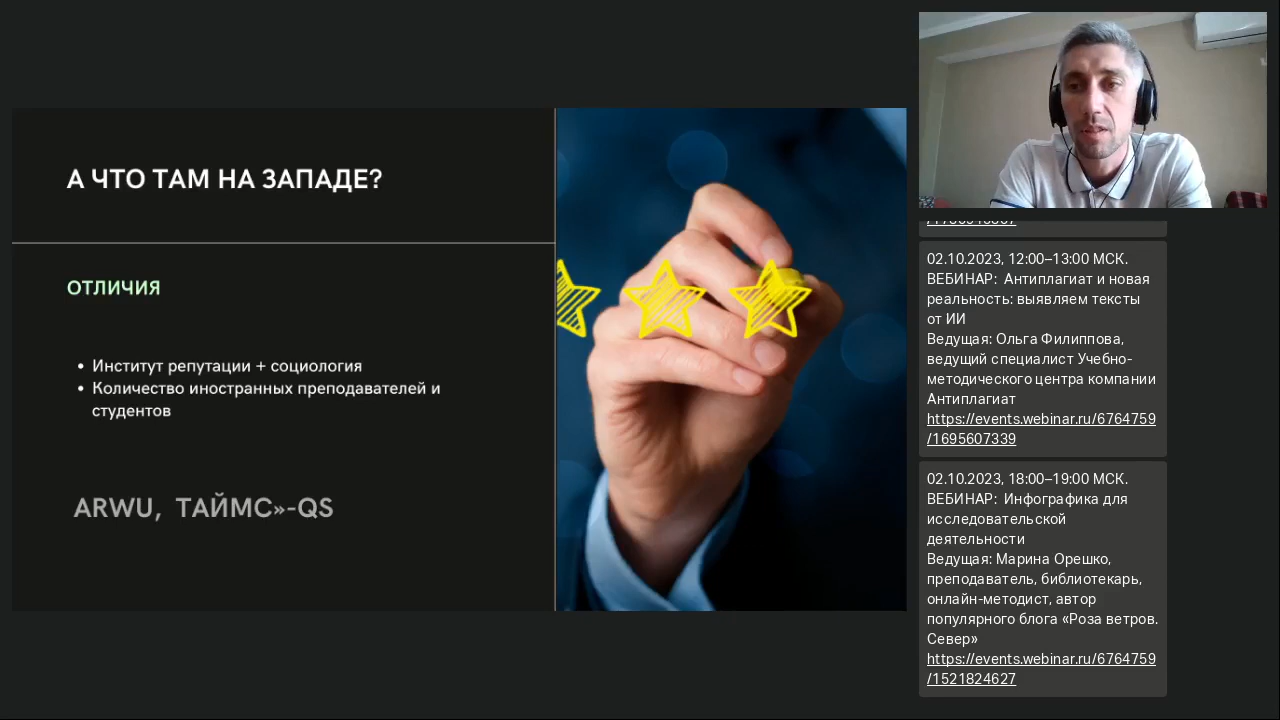 А ЧТО ТАМ НА ЗАПАДЕ?
ОТЛИЧИЯ
• Институт репутации + социология
• Количество иностранных преподавателей и
студентов
ARWU, ТАЙМС»-QS
02.10.2023, 12:00–13:00 МСК.
ВЕБИНАР: Антиплагиат и новая
реальность: выявляем тексты
от ИИ
Ведущая: Ольга Филиппова,
ведущий специалист Учебно-
методического центра компании
Антиплагиат
https://events.webinar.ru/6764759
/1695607339
02.10.2023, 18:00–19:00 МСК.
ВЕБИНАР: Инфографика для
исследовательской
деятельности
Ведущая: Марина Орешко,
преподаватель, библиотекарь,
онлайн-методист, автор
популярного блога «Роза ветров.
Север»
https://events.webinar.ru/6764759
/1521824627